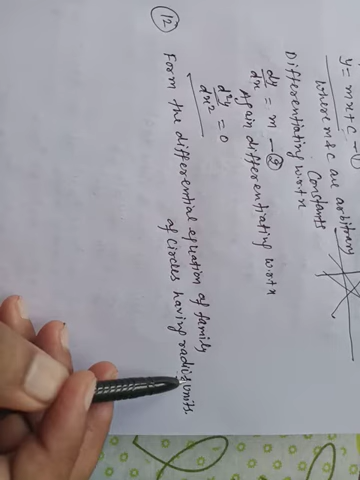 y = mx + c - ①
where m & c are arbitrary
Constants
Differentiating w.r.t x
dy/dx = m - ②
Again differentiating w.r.t x
d²y/dx² = 0
⑫ Form the differential equation of family
of circles having radius units.